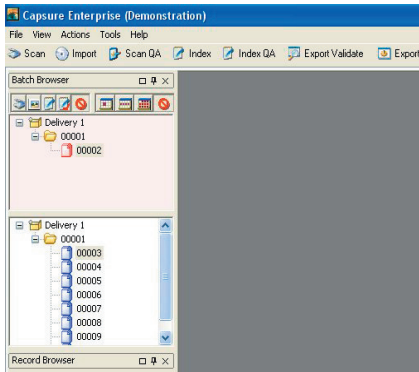 Capsure Enterprise (Demonstration)
File View Actions Tools Help
Scan Import Scan QA Index Index QA Export Validate Export
Batch Browser
Delivery 1
00001
00002
Delivery 1
00001
00003
00004
00005
00006
00007
00008
00009
Record Browser